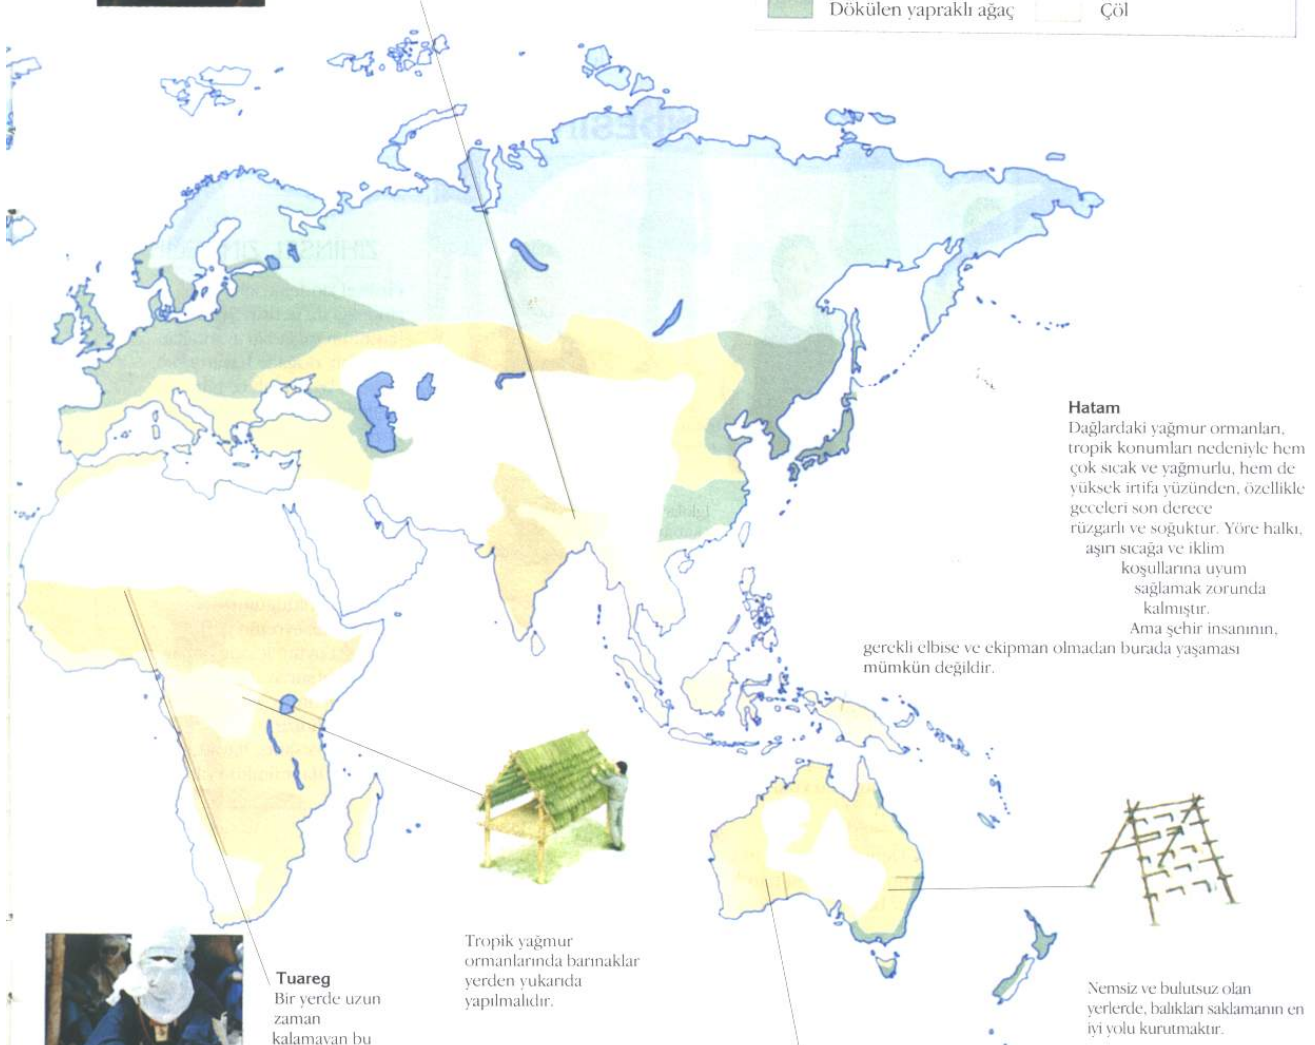 Dökülen yapraklı ağaç
Çöl
Hatam
Dağlardaki yağmur ormanları,
tropik konumları nedeniyle hem
çok sıcak ve yağmurlu, hem de
yüksek irtifa yüzünden, özellikle
geceleri son derece
rüzgarlı ve soğuktur. Yöre halkı,
aşırı sıcağa ve iklim
koşullarına uyum
sağlamak zorunda
kalmıştır.
Ama şehir insanının,
gerekli elbise ve ekipman olmadan burada yaşaması
mümkün değildir.
Tropik yağmur
ormanlarında barınaklar
yerden yukarıda
yapılmalıdır.
Tuareg
Bir yerde uzun
zaman
kalamayan bu
Nemsiz ve bulutsuz olan
yerlerde, balıkları saklamanın en
iyi yolu kurutmaktır.